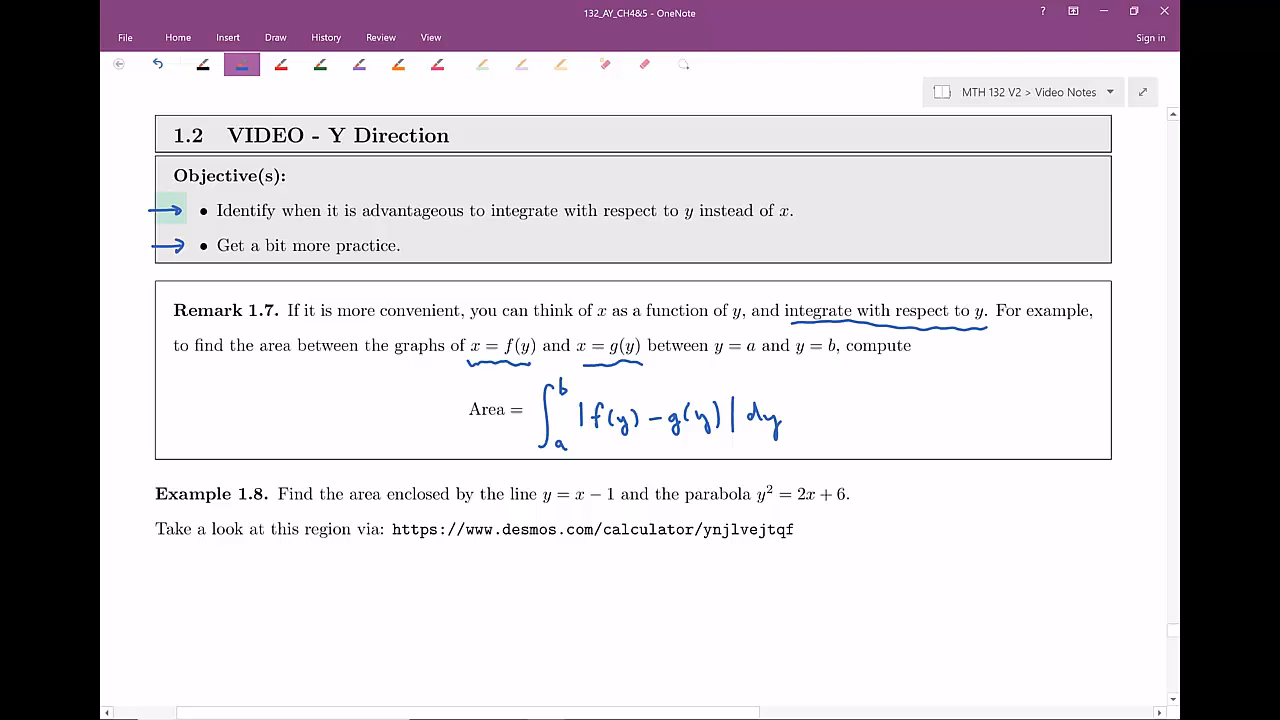 132_AY_CH4&5 - OneNote
?
File Home Insert Draw History Review View Sign in
MTH 132 V2 > Video Notes
1.2 VIDEO - Y Direction
Objective(s):
• Identify when it is advantageous to integrate with respect to y instead of x.
• Get a bit more practice.
Remark 1.7. If it is more convenient, you can think of x as a function of y, and integrate with respect to y. For example,
to find the area between the graphs of x = f(y) and x = g(y) between y = a and y = b, compute
Area = ∫_a^b |f(y) - g(y)| dy
Example 1.8. Find the area enclosed by the line y = x − 1 and the parabola y² = 2x + 6.
Take a look at this region via: https://www.desmos.com/calculator/ynjlvejtqf